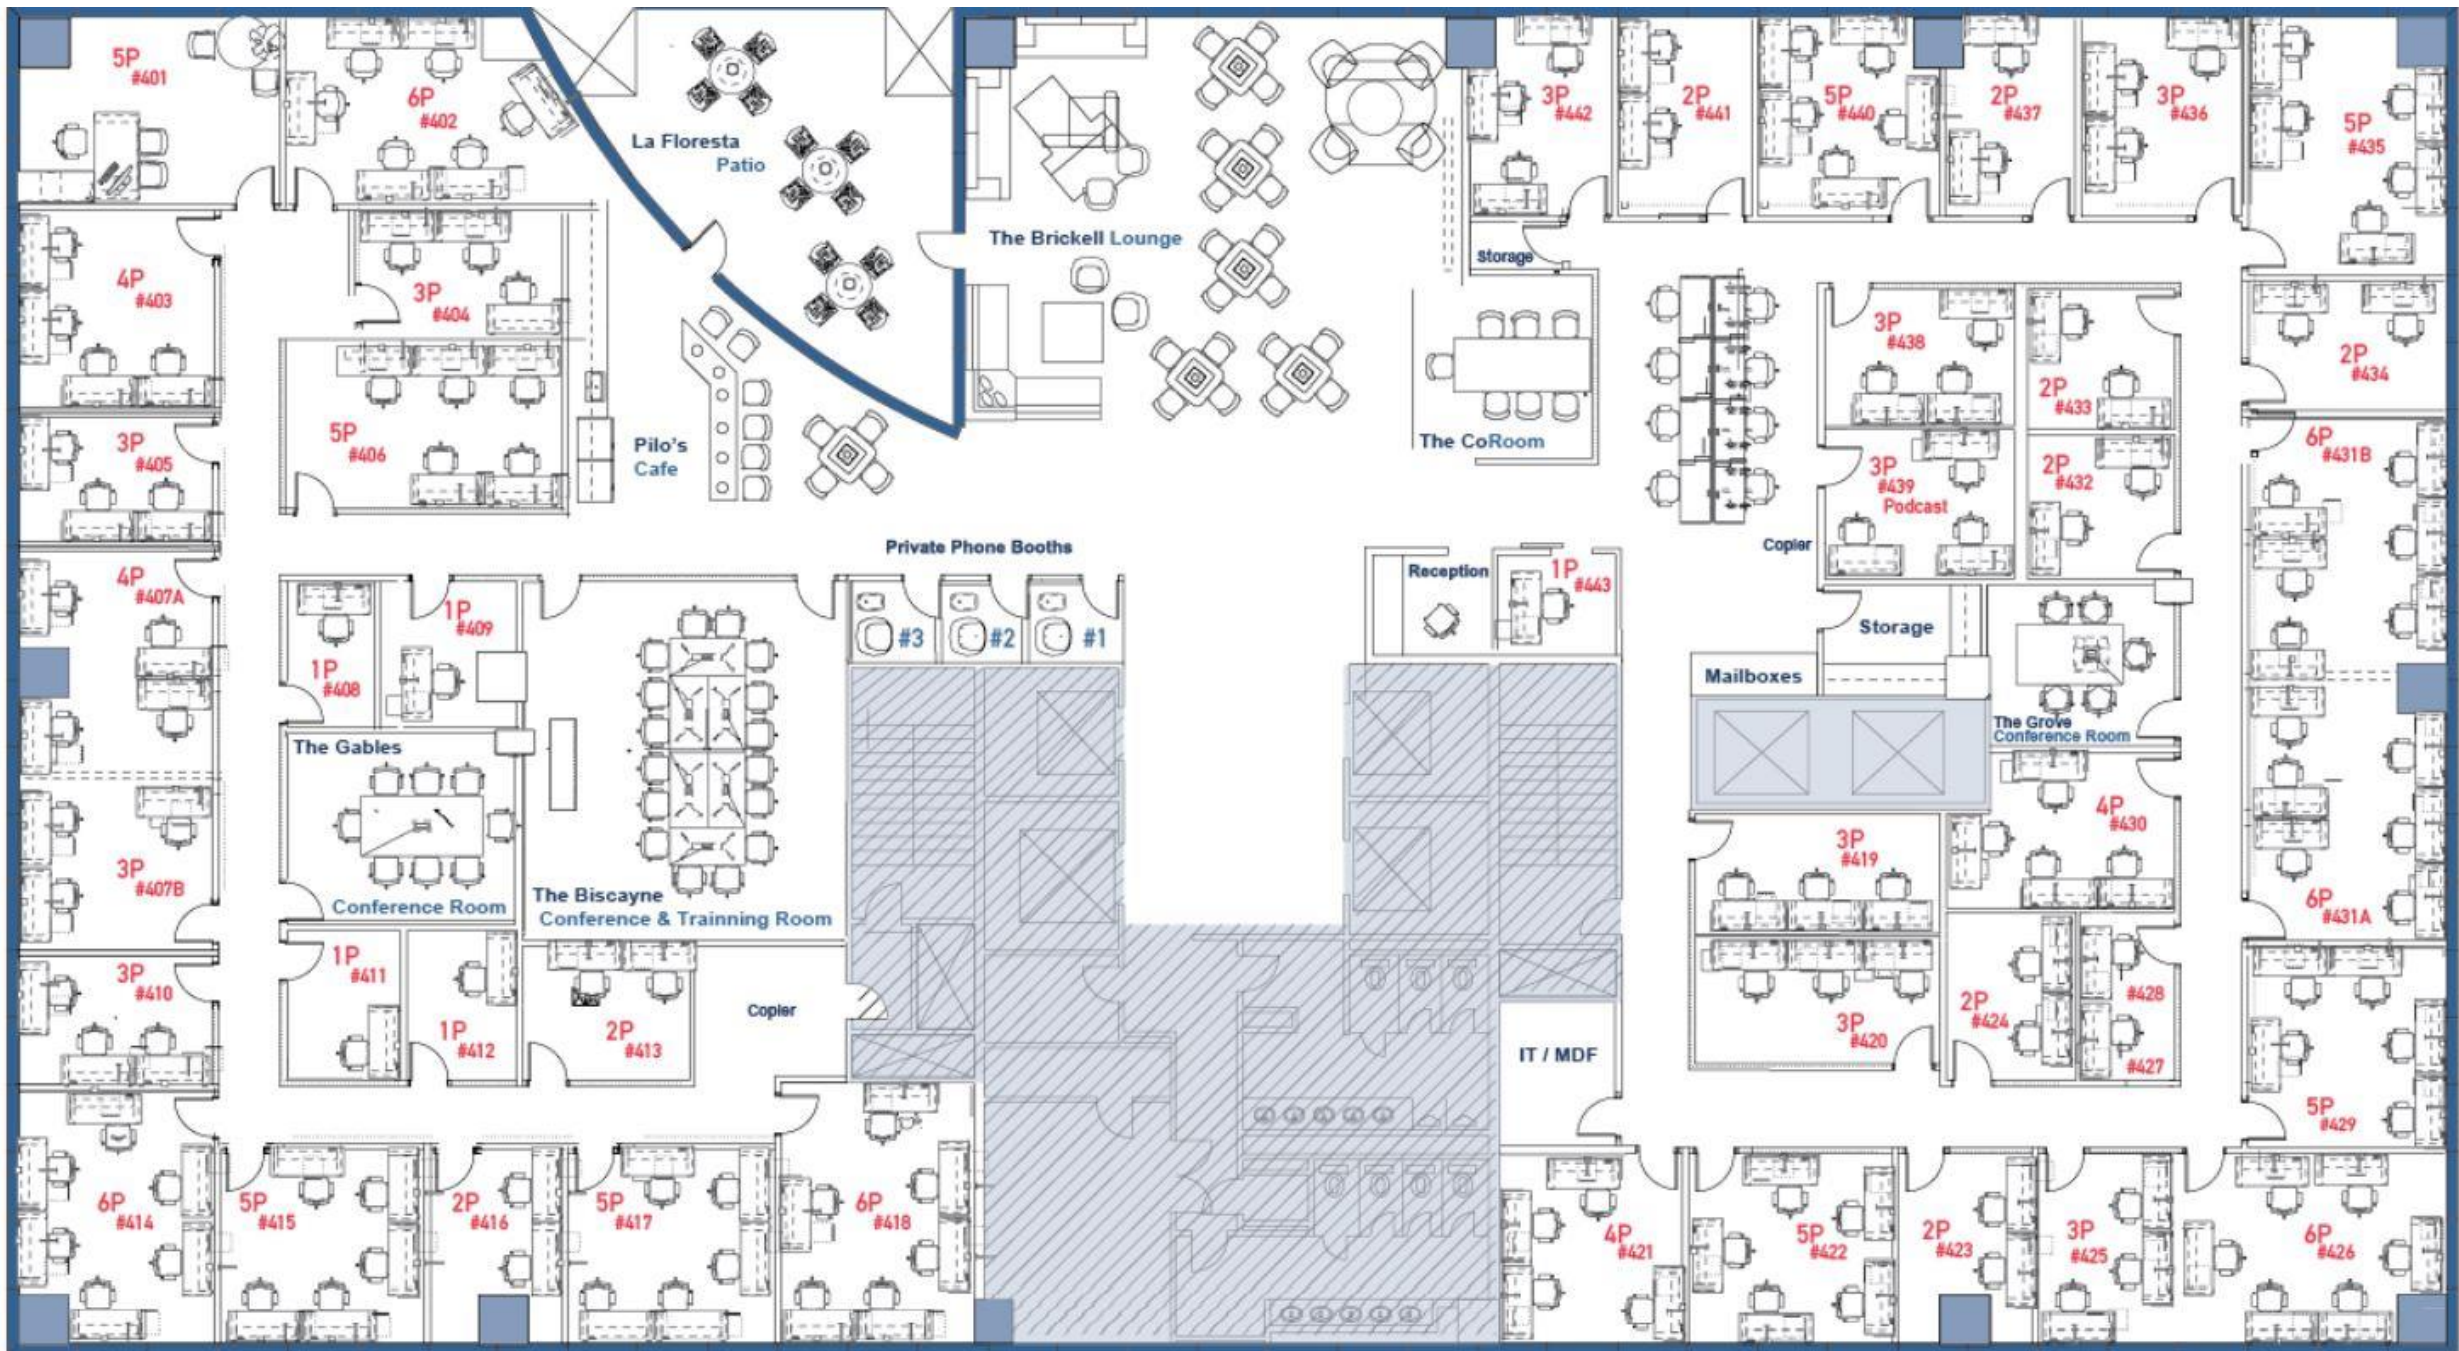 5P
#401
6P
#402
La Floresta
Patio
The Brickell Lounge
3P
#442
2P
#441
5P
#440
2P
#437
3P
#436
5P
#435
Storage
4P
#403
3P
#404
3P
#438
2P
#433
2P
#434
3P
#405
5P
#406
Pilo's
Cafe
The CoRoom
3P
#439
Podcast
2P
#432
6P
#431B
Copier
Private Phone Booths
Reception
1P
#443
4P
#407A
1P
#408
1P
#409
#3
#2
#1
Storage
Mailboxes
The Grove
Conference Room
The Gables
Conference Room
The Biscayne
Conference & Trainning Room
3P
#407B
3P
#419
4P
#430
6P
#431A
3P
#410
1P
#411
1P
#412
2P
#413
Copier
IT / MDF
3P
#420
2P
#424
#428
#427
5P
#429
6P
#414
5P
#415
2P
#416
5P
#417
6P
#418
4P
#421
5P
#422
2P
#423
3P
#425
6P
#426